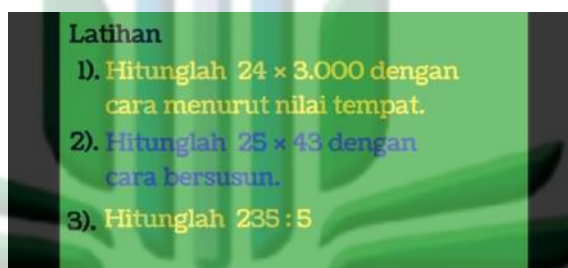 Latihan
1). Hitunglah 24 × 3.000 dengan
cara menurut nilai tempat.
2). Hitunglah 25 × 43 dengan
cara bersusun.
3). Hitunglah 235 : 5